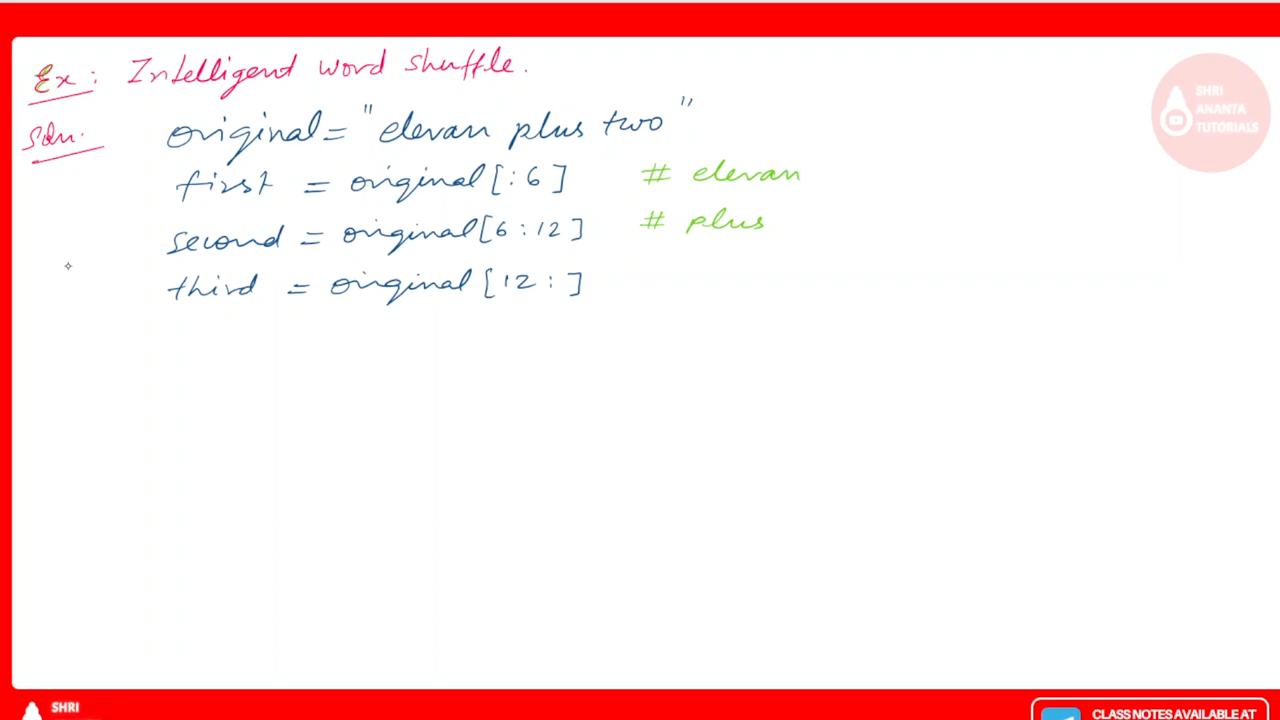 Ex: Intelligent word shuffle.
Soln. original = "elevan plus two"
first = original[:6] # elevan
second = original[6:12] # plus
third = original[12:]
SHRI
ANANTA
TUTORIALS
SHRI
CLASS NOTES AVAILABLE AT